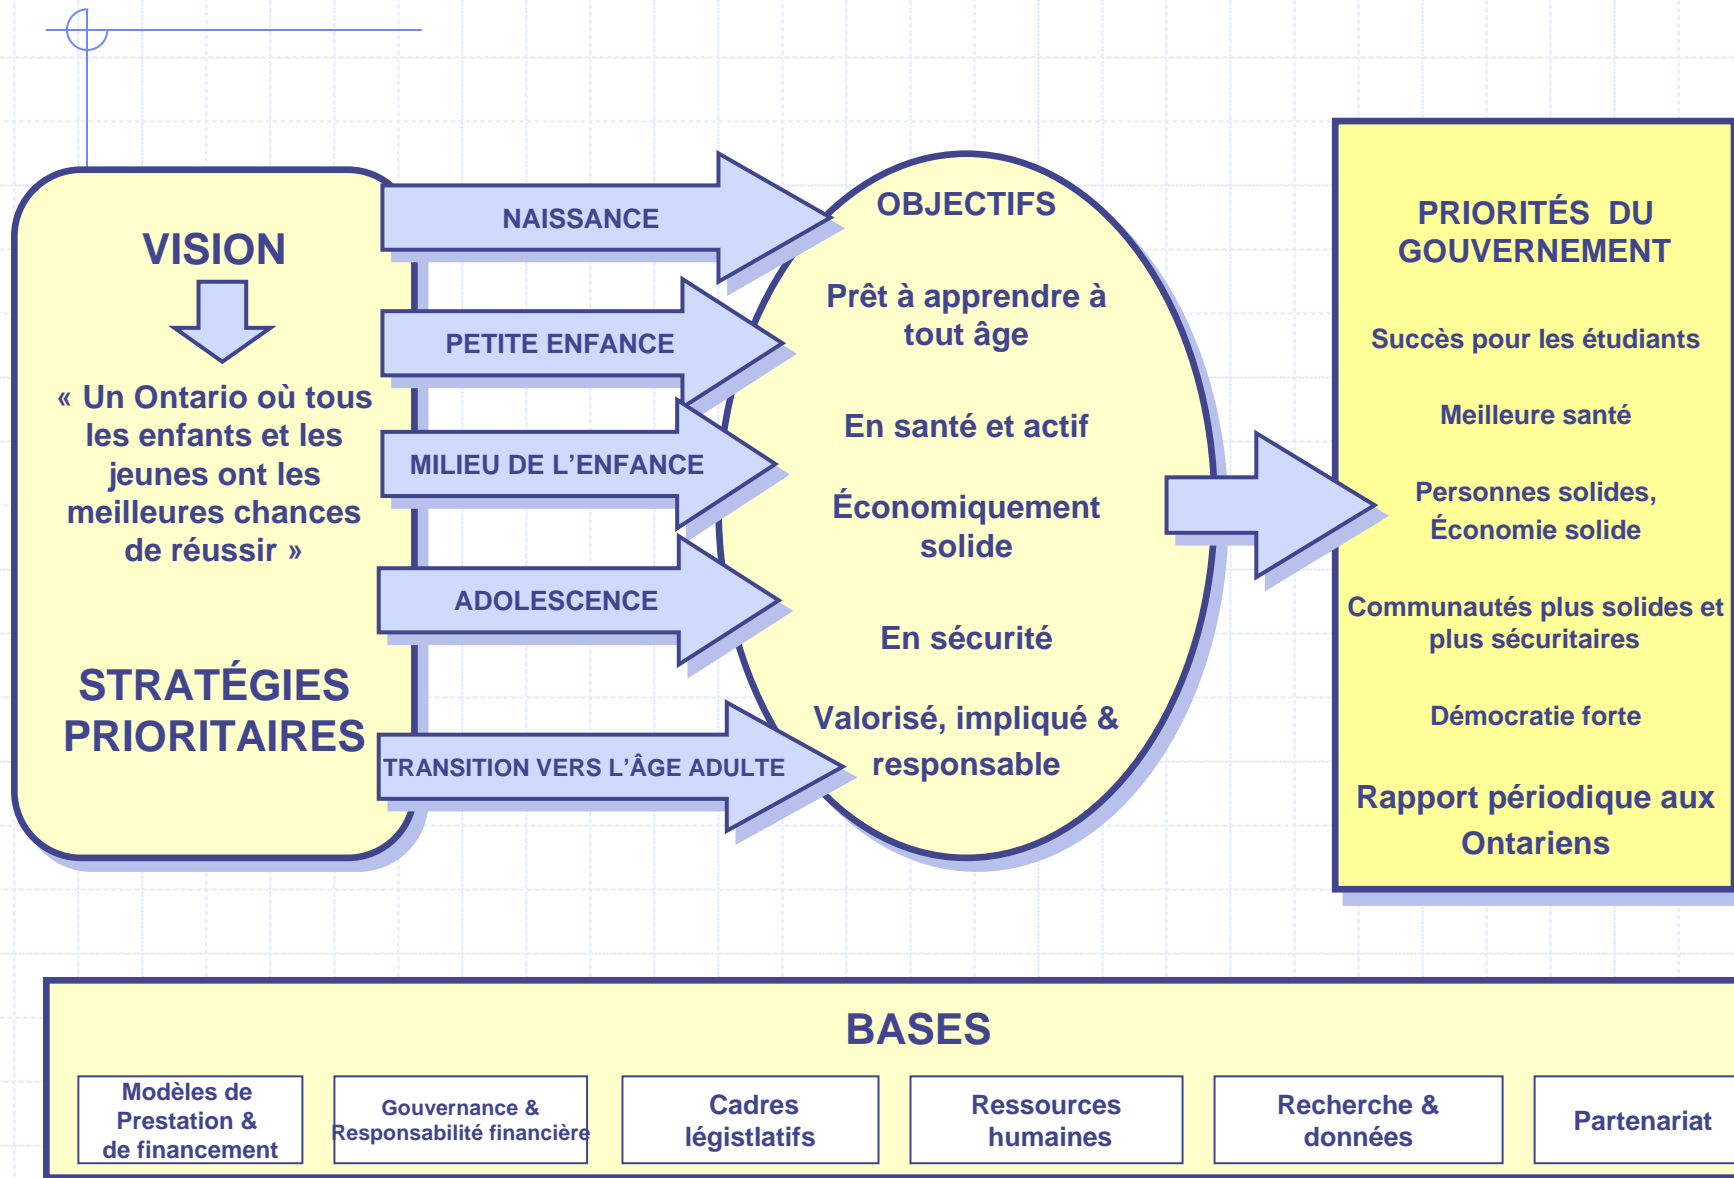 VISION
« Un Ontario où tous
les enfants et les
jeunes ont les
meilleures chances
de réussir »
STRATÉGIES
PRIORITAIRES
NAISSANCE
PETITE ENFANCE
MILIEU DE L’ENFANCE
ADOLESCENCE
TRANSITION VERS L’ÂGE ADULTE
OBJECTIFS
Prêt à apprendre à
tout âge
En santé et actif
Économiquement
solide
En sécurité
Valorisé, impliqué &
responsable
PRIORITÉS DU
GOUVERNEMENT
Succès pour les étudiants
Meilleure santé
Personnes solides,
Économie solide
Communautés plus solides et
plus sécuritaires
Démocratie forte
Rapport périodique aux
Ontariens
BASES
Modèles de
Prestation &
de financement
Gouvernance &
Responsabilité financière
Cadres
légistlatifs
Ressources
humaines
Recherche &
données
Partenariat